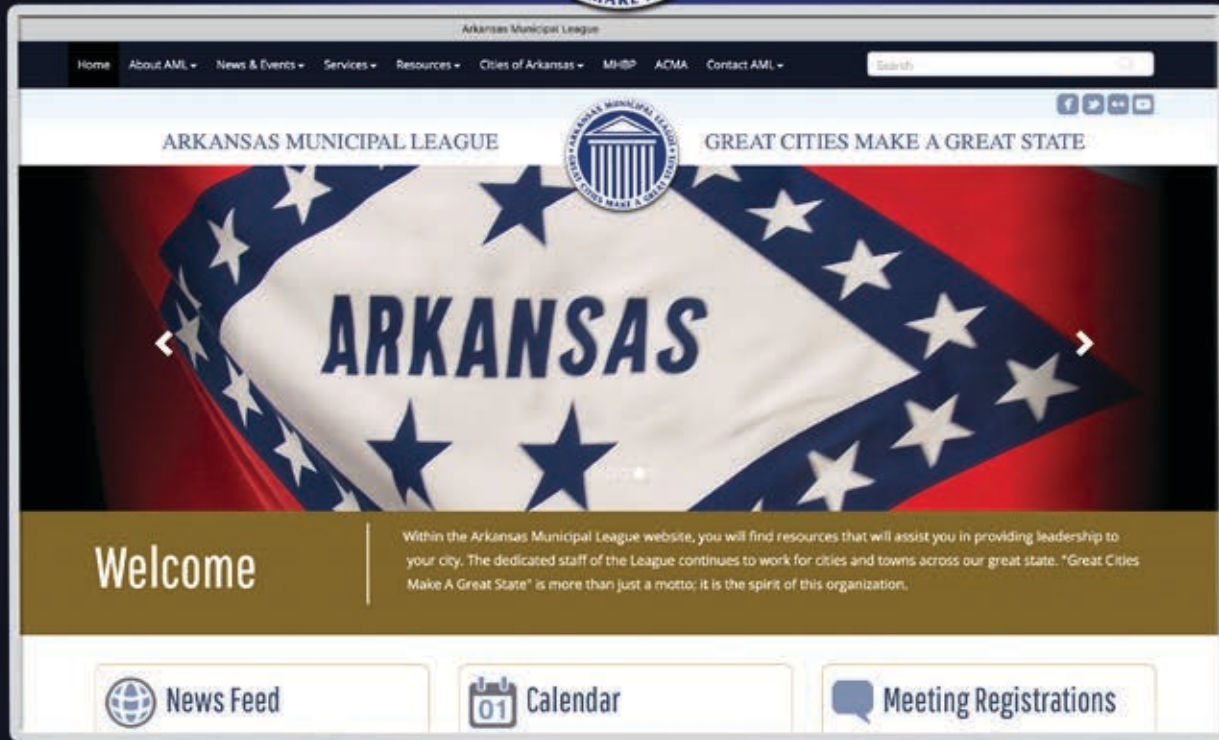 MAKE A
Arkansas Municipal League
Home About AML News & Events Services Resources Cities of Arkansas MHBP ACMA Contact AML Search
ARKANSAS MUNICIPAL LEAGUE
ARKANSAS MUNICIPAL LEAGUE
GREAT CITIES MAKE A GREAT STATE
GREAT CITIES MAKE A GREAT STATE
ARKANSAS
Welcome
Within the Arkansas Municipal League website, you will find resources that will assist you in providing leadership to
your city. The dedicated staff of the League continues to work for cities and towns across our great state. "Great Cities
Make A Great State" is more than just a motto; it is the spirit of this organization.
News Feed
01
Calendar
Meeting Registrations